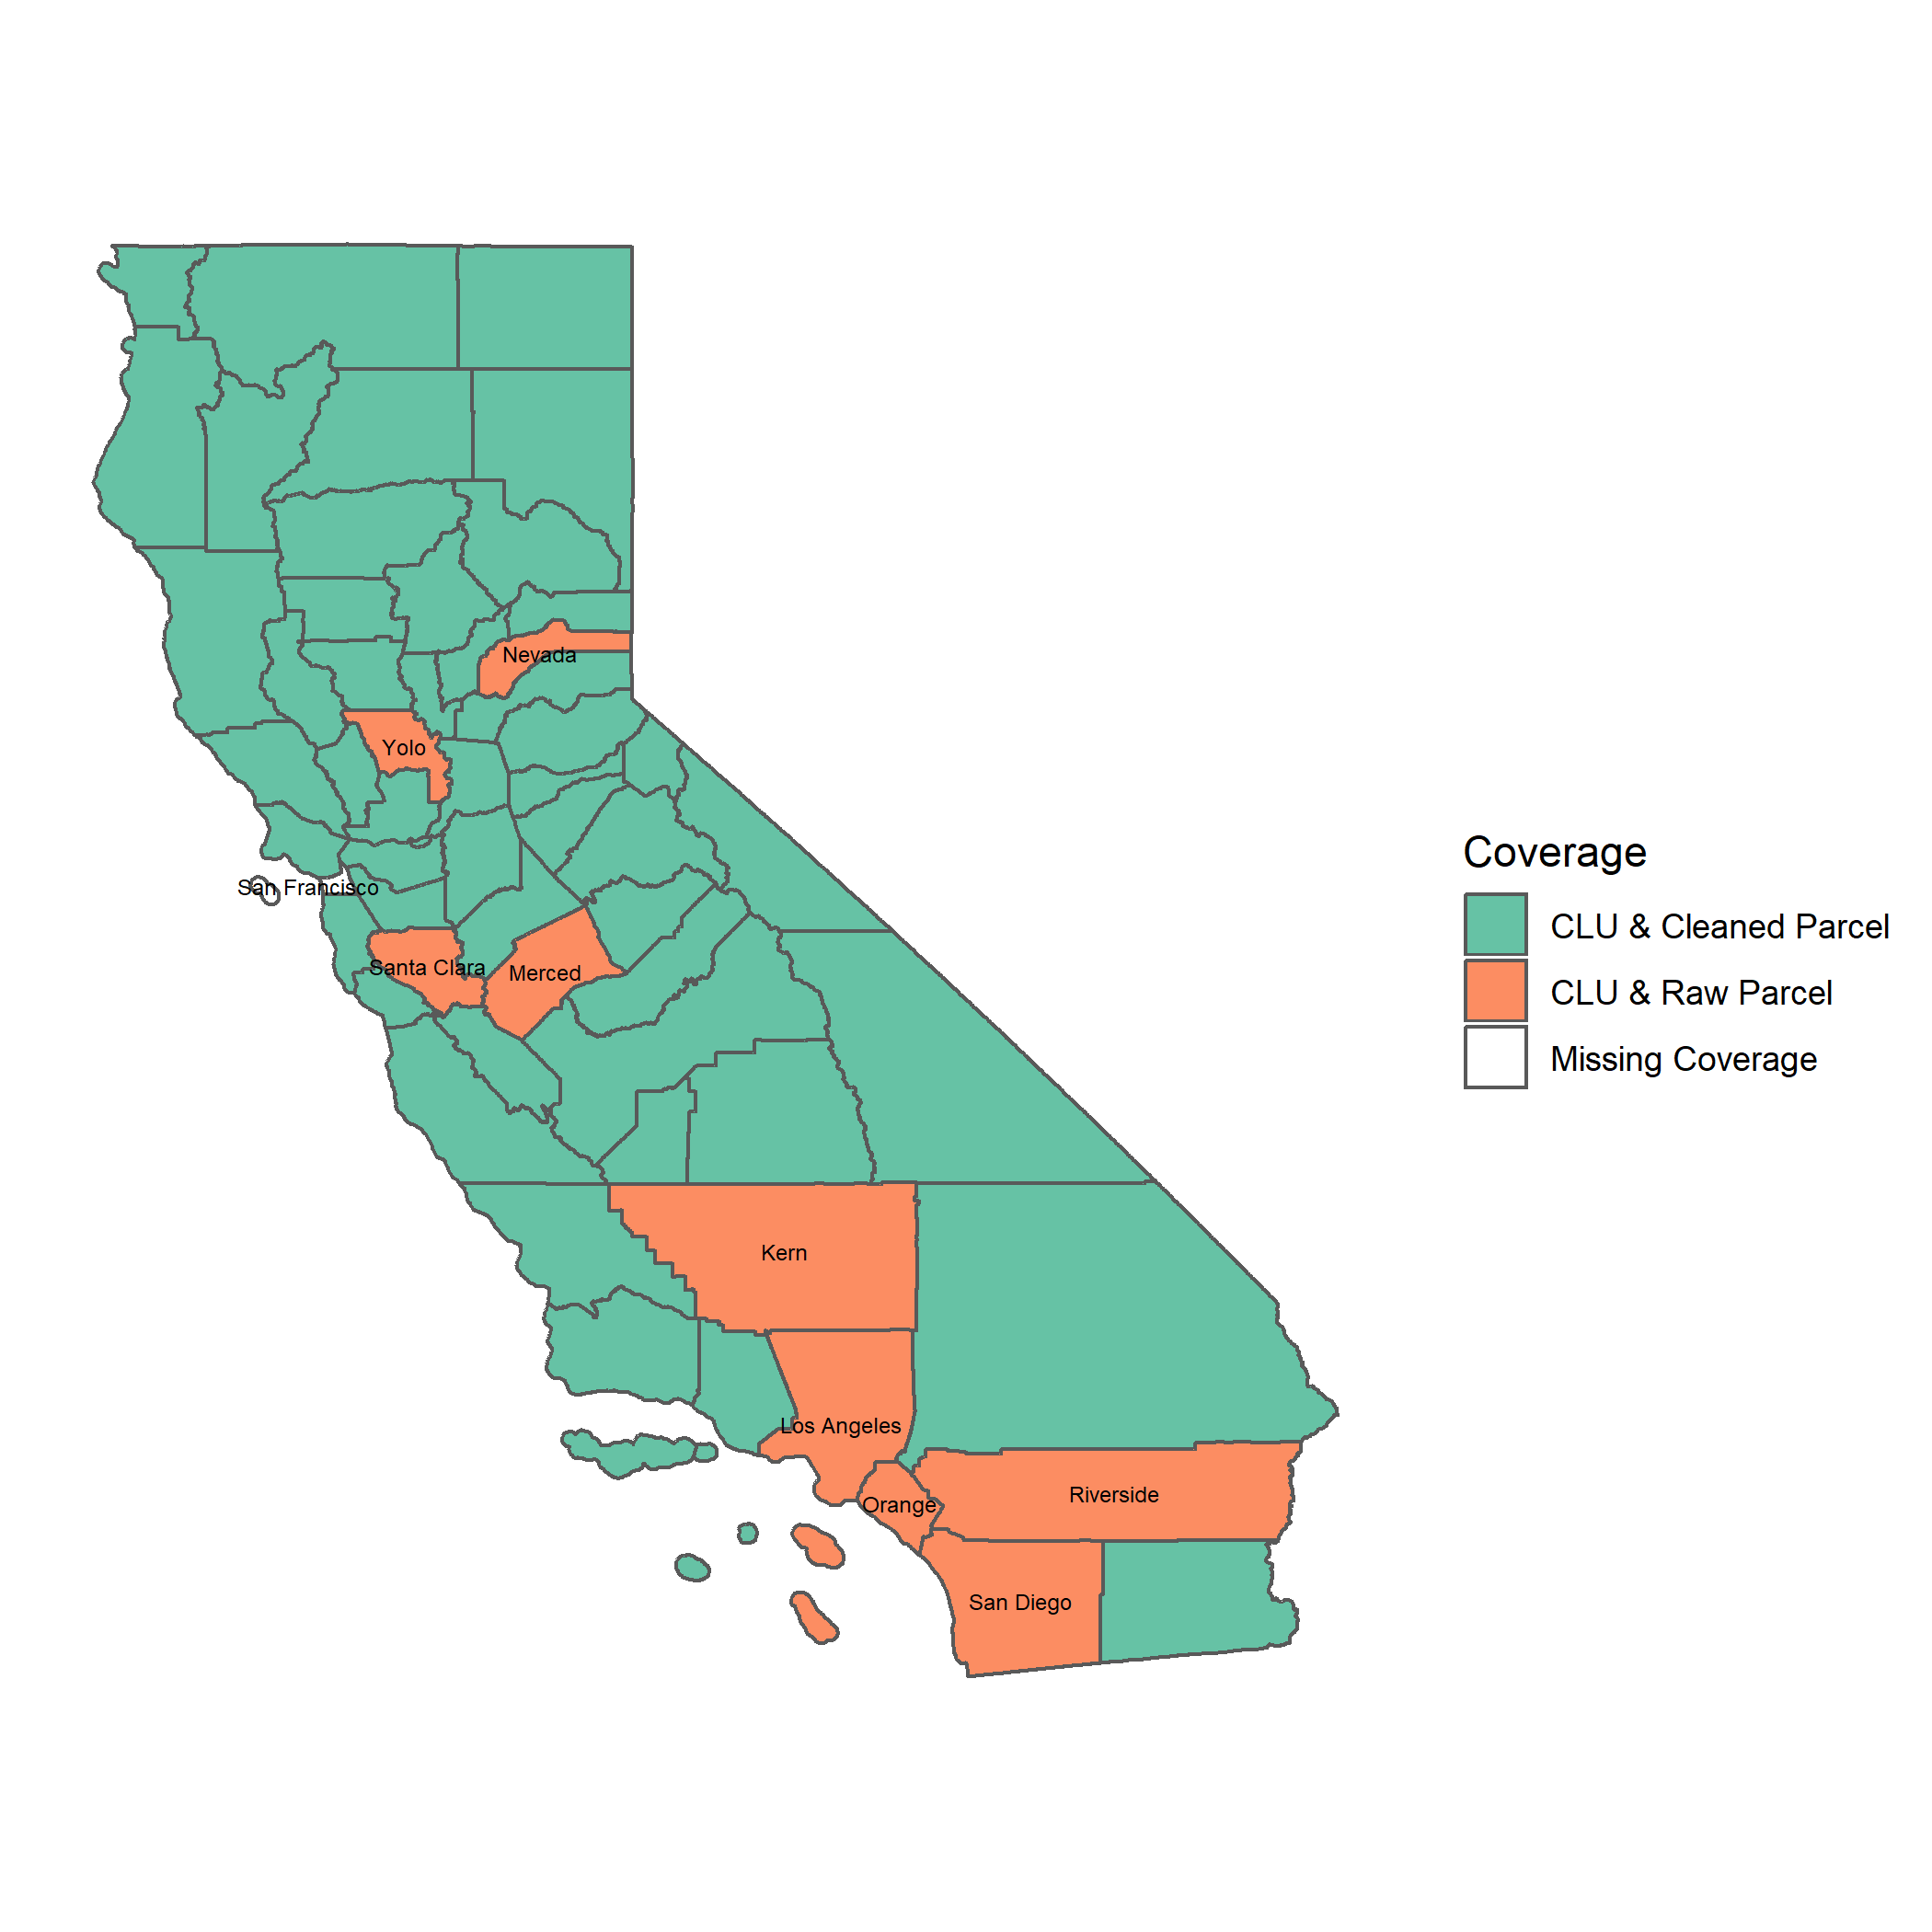 Nevada
Yolo
San Francisco
Santa Clara
Merced
Kern
Los Angeles
Orange
Riverside
San Diego
Coverage
CLU & Cleaned Parcel
CLU & Raw Parcel
Missing Coverage